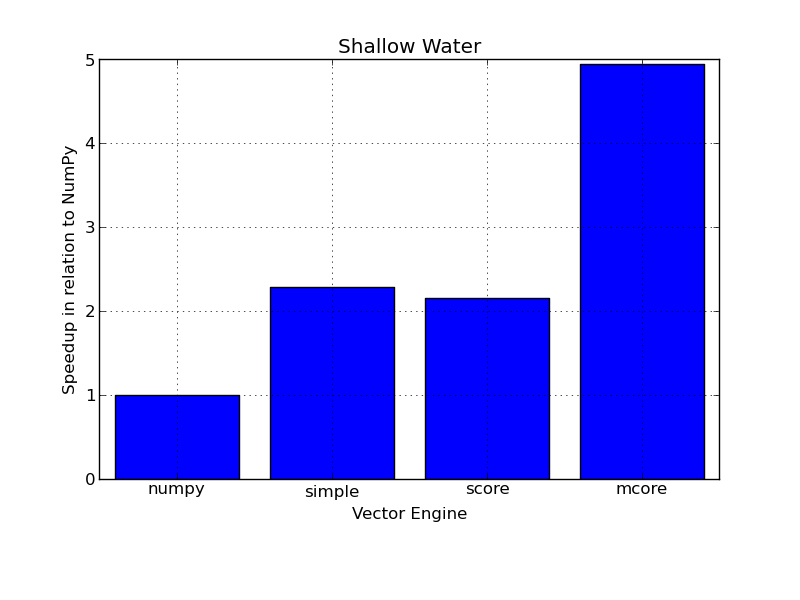 Shallow Water
Speedup in relation to NumPy
5
4
3
2
1
0
numpy simple score mcore
Vector Engine